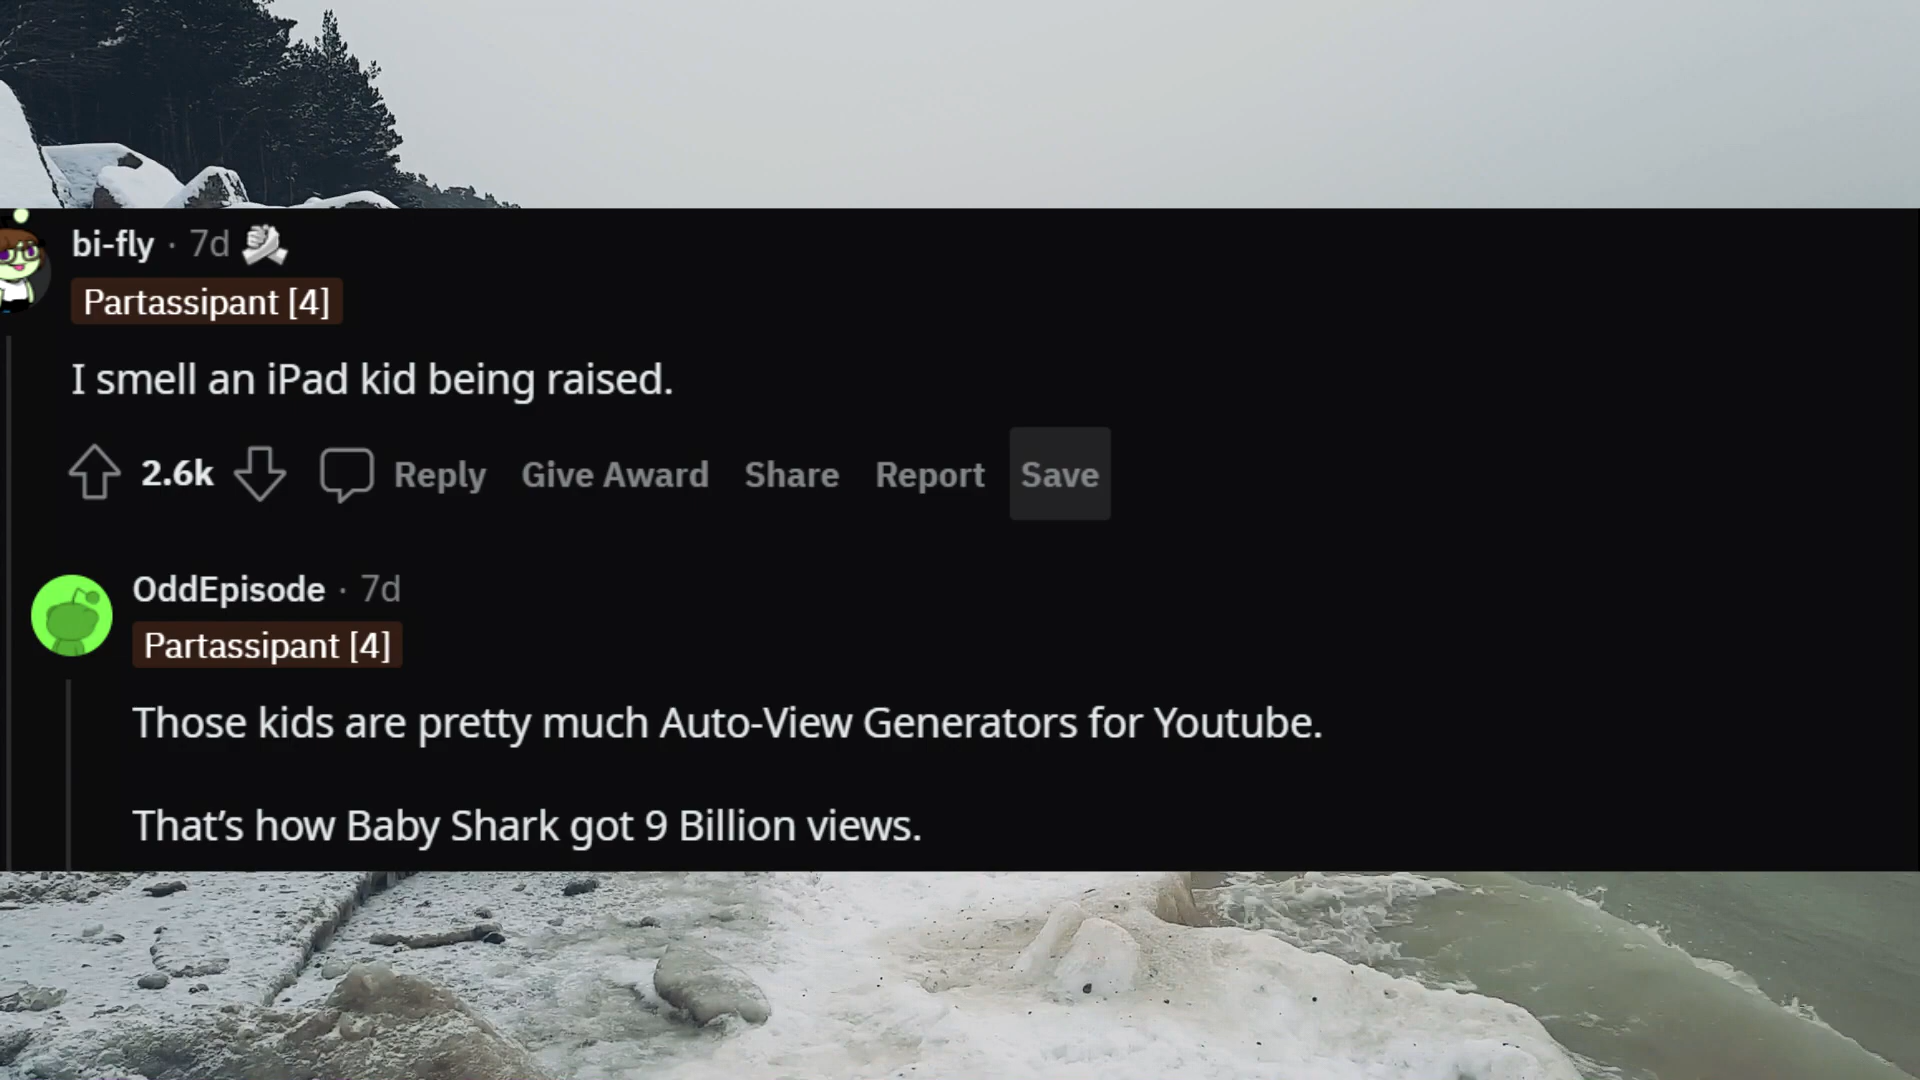 bi-fly · 7d
Partassipant [4]
I smell an iPad kid being raised.
2.6k Reply Give Award Share Report Save
OddEpisode · 7d
Partassipant [4]
Those kids are pretty much Auto-View Generators for Youtube.
That’s how Baby Shark got 9 Billion views.